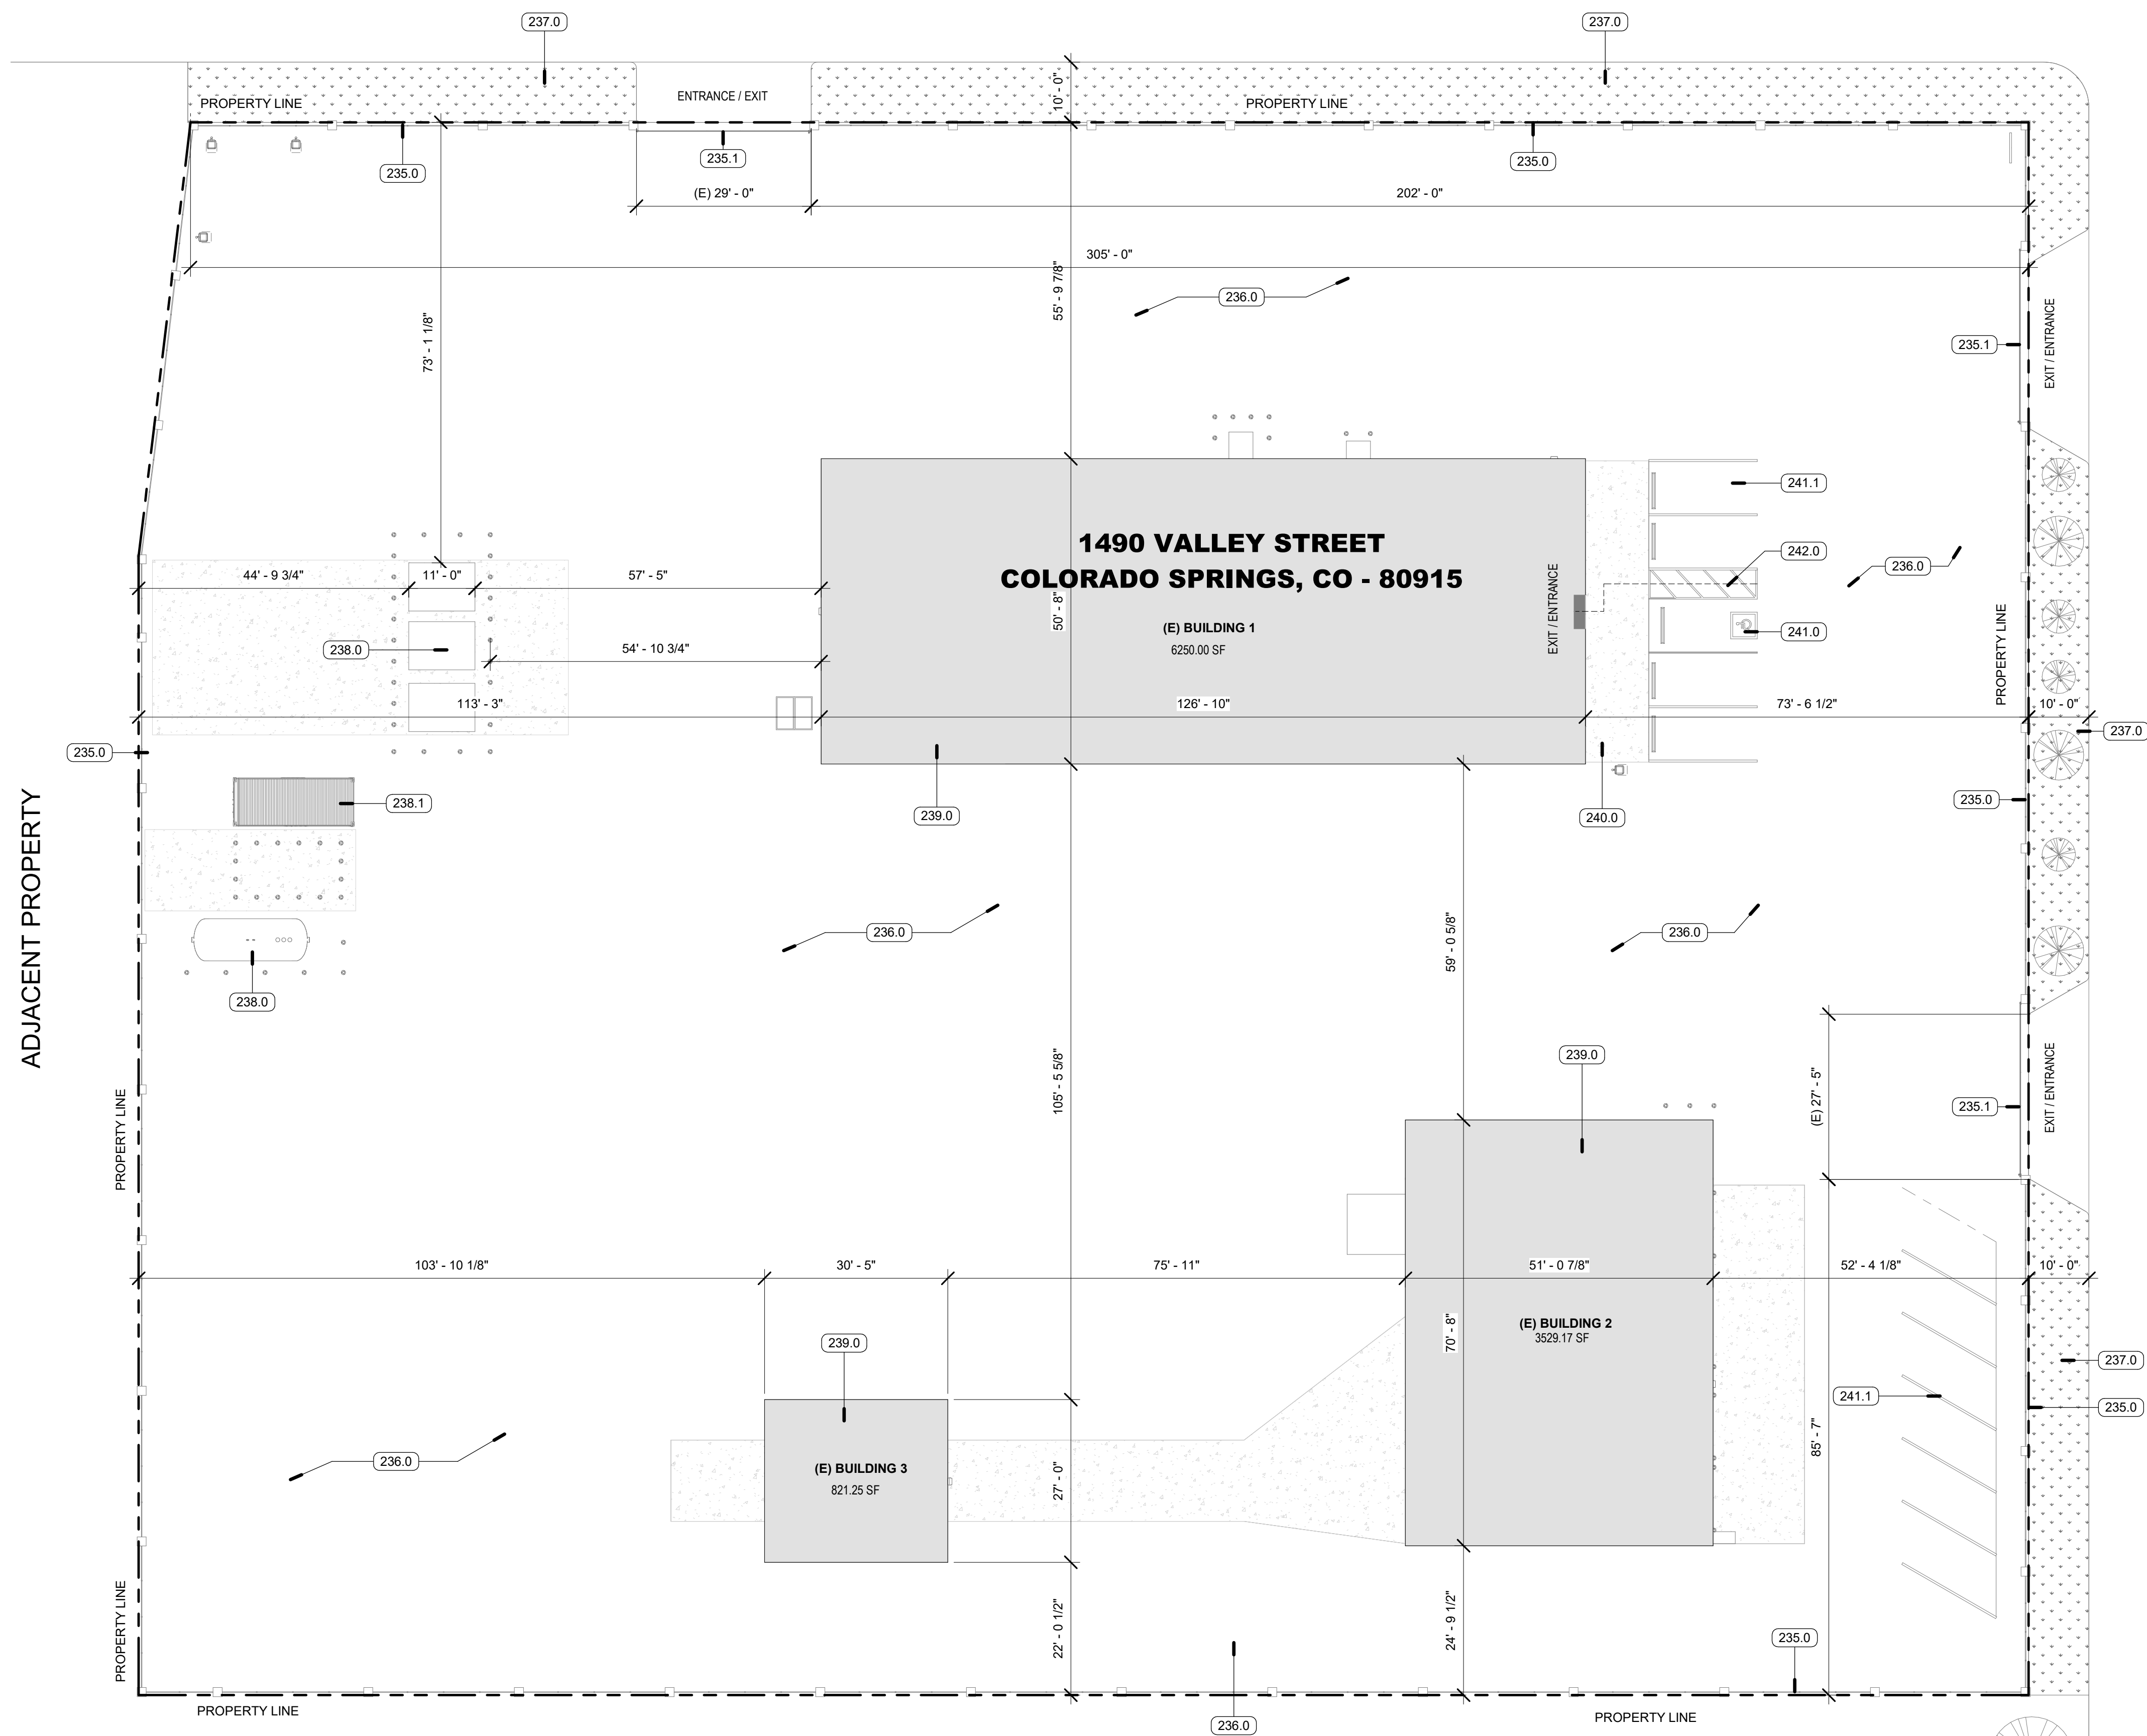 237.0
237.0
PROPERTY LINE
ENTRANCE / EXIT
10' - 0"
PROPERTY LINE
235.0
235.1
235.0
(E) 29' - 0"
202' - 0"
305' - 0"
73' - 1 1/8"
55' - 9 7/8"
236.0
235.1
EXIT / ENTRANCE
241.1
1490 VALLEY STREET
COLORADO SPRINGS, CO - 80915
242.0
236.0
44' - 9 3/4"
11' - 0"
57' - 5"
50' - 8"
(E) BUILDING 1
6250.00 SF
EXIT / ENTRANCE
241.0
238.0
54' - 10 3/4"
PROPERTY LINE
113' - 3"
126' - 10"
73' - 6 1/2"
10' - 0"
237.0
235.0
238.1
239.0
240.0
235.0
ADJACENT PROPERTY
236.0
59' - 0 5/8"
236.0
238.0
105' - 5 5/8"
239.0
(E) 27' - 5"
235.1
EXIT / ENTRANCE
PROPERTY LINE
103' - 10 1/8"
30' - 5"
75' - 11"
51' - 0 7/8"
52' - 4 1/8"
10' - 0"
239.0
70' - 8"
(E) BUILDING 2
3529.17 SF
237.0
241.1
235.0
236.0
(E) BUILDING 3
821.25 SF
27' - 0"
85' - 7"
PROPERTY LINE
22' - 0 1/2"
24' - 9 1/2"
235.0
PROPERTY LINE
236.0
PROPERTY LINE